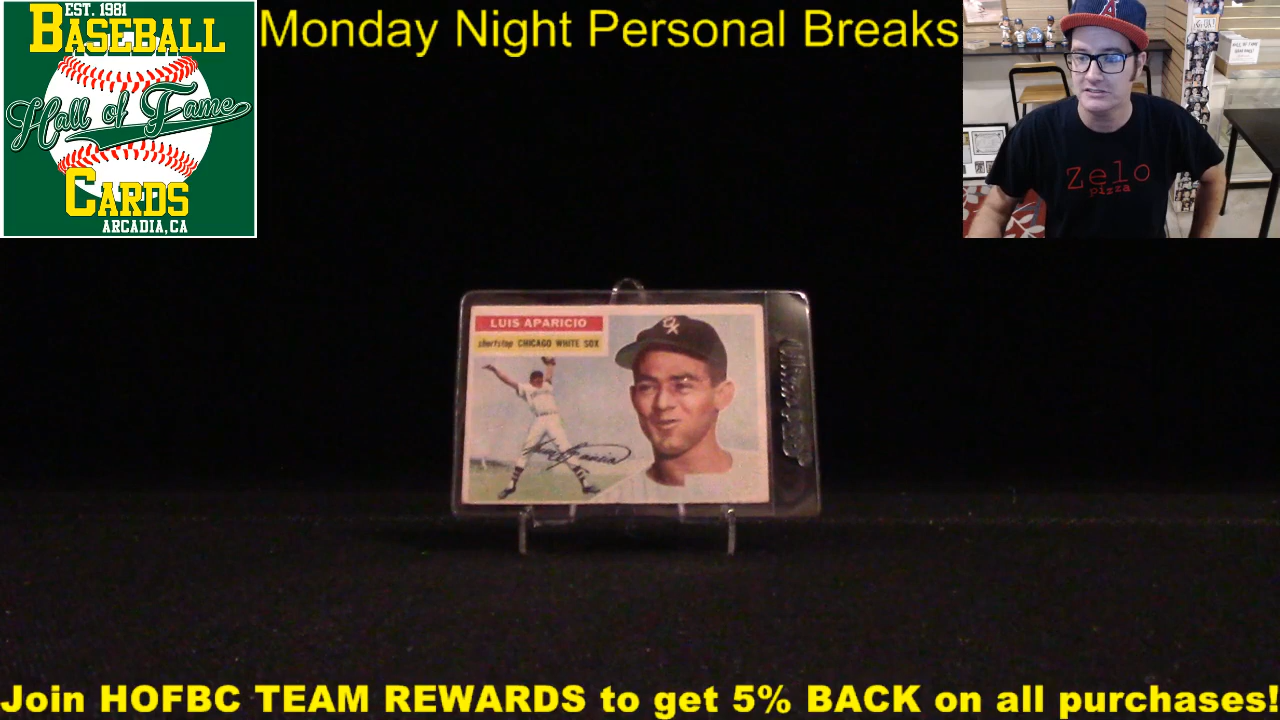 EST. 1981
BASEBALL
Hall of Fame
CARDS
ARCADIA, CA
Monday Night Personal Breaks
Zelo
pizza
LUIS APARICIO
shortstop CHICAGO WHITE SOX
Join HOFBC TEAM REWARDS to get 5% BACK on all purchases!